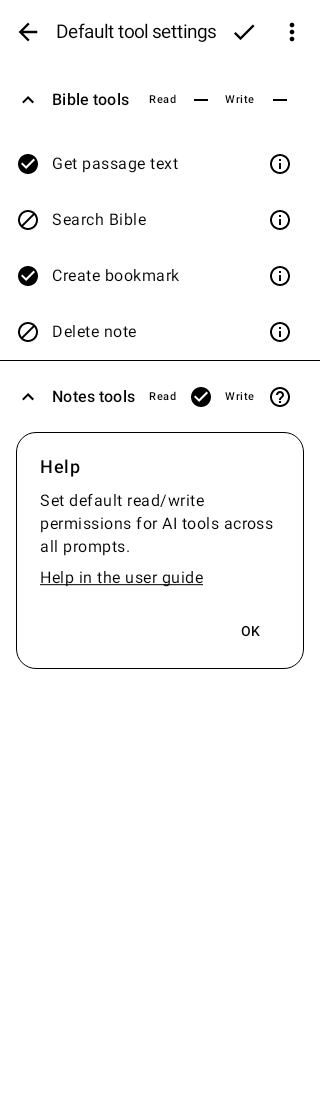 Default tool settings
Bible tools Read Write
Get passage text
Search Bible
Create bookmark
Delete note
Notes tools Read Write
Help
Set default read/write
permissions for AI tools across
all prompts.
Help in the user guide
OK